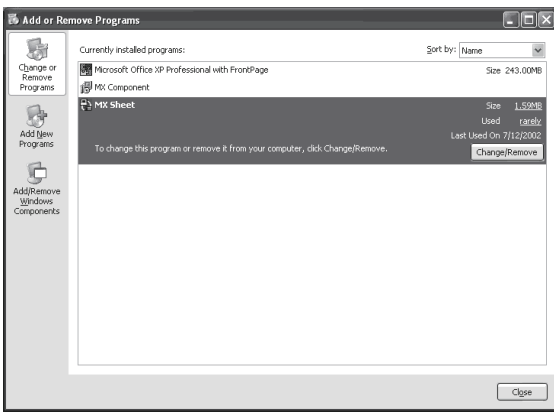 Add or Remove Programs
Change or
Remove
Programs
Currently installed programs:
Sort by:
Name
Microsoft Office XP Professional with FrontPage
Size 243.00MB
MX Component
MX Sheet
Size 1.59MB
Used rarely
Last Used On 7/12/2002
To change this program or remove it from your computer, click Change/Remove.
Change/Remove
Add New
Programs
Add/Remove
Windows
Components
Close